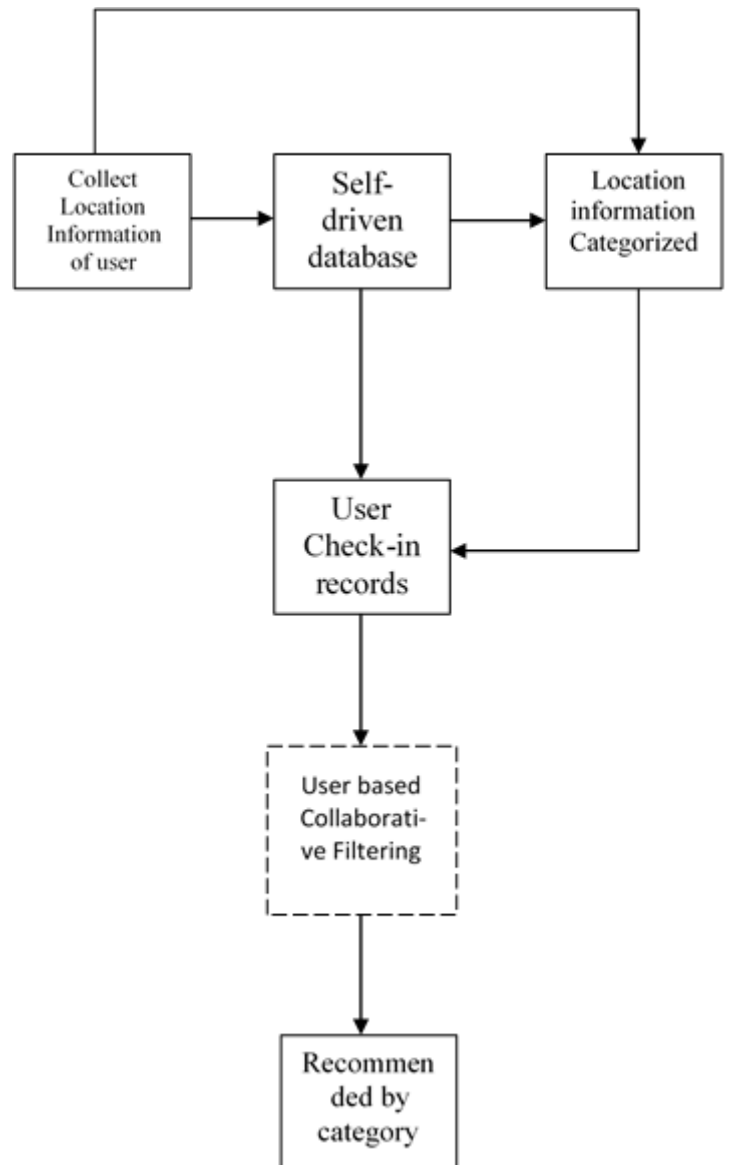 Collect
Location
Information
of user
Self-
driven
database
Location
information
Categorized
User
Check-in
records
User based
Collaborati-
ve Filtering
Recommen
ded by
category